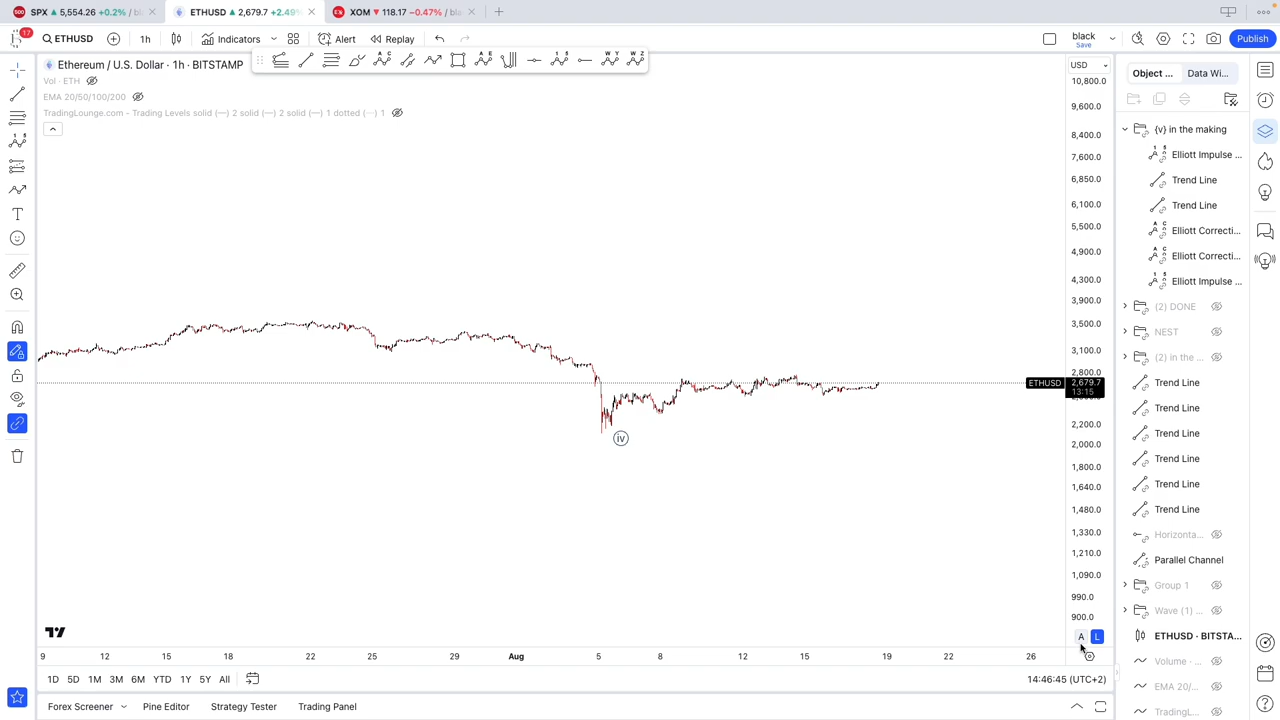 SPX 5,554.26 +0.2% / bla
ETHUSD 2,679.7 +2.49%
XOM 118.17 −0.47% / bla
17
ETHUSD
1h
Indicators
Alert
Replay
black
Save
Publish
Ethereum / U.S. Dollar · 1h · BITSTAMP
Vol · ETH
EMA 20/50/100/200
TradingLounge.com - Trading Levels solid (—) 2 solid (—) 2 solid (—) 1 dotted (---) 1
USD
10,800.0
9,600.0
8,400.0
7,600.0
6,850.0
6,100.0
5,500.0
4,900.0
4,300.0
3,900.0
3,500.0
3,100.0
2,800.0
ETHUSD 2,679.7
13:15
2,200.0
2,000.0
1,800.0
1,640.0
1,480.0
1,330.0
1,210.0
1,090.0
990.0
900.0
iv
A L
9 12 15 18 22 25 29 Aug 5 8 12 15 19 22 26
1D 5D 1M 3M 6M YTD 1Y 5Y All
14:46:45 (UTC+2)
Forex Screener
Pine Editor
Strategy Tester
Trading Panel
Object ...
Data Wi...
{v} in the making
Elliott Impulse ...
Trend Line
Trend Line
Elliott Correcti...
Elliott Correcti...
Elliott Impulse ...
(2) DONE
NEST
(2) in the ...
Trend Line
Trend Line
Trend Line
Trend Line
Trend Line
Trend Line
Horizonta...
Parallel Channel
Group 1
Wave (1) ...
ETHUSD · BITSTA...
Volume · ...
EMA 20/...
TradingL...